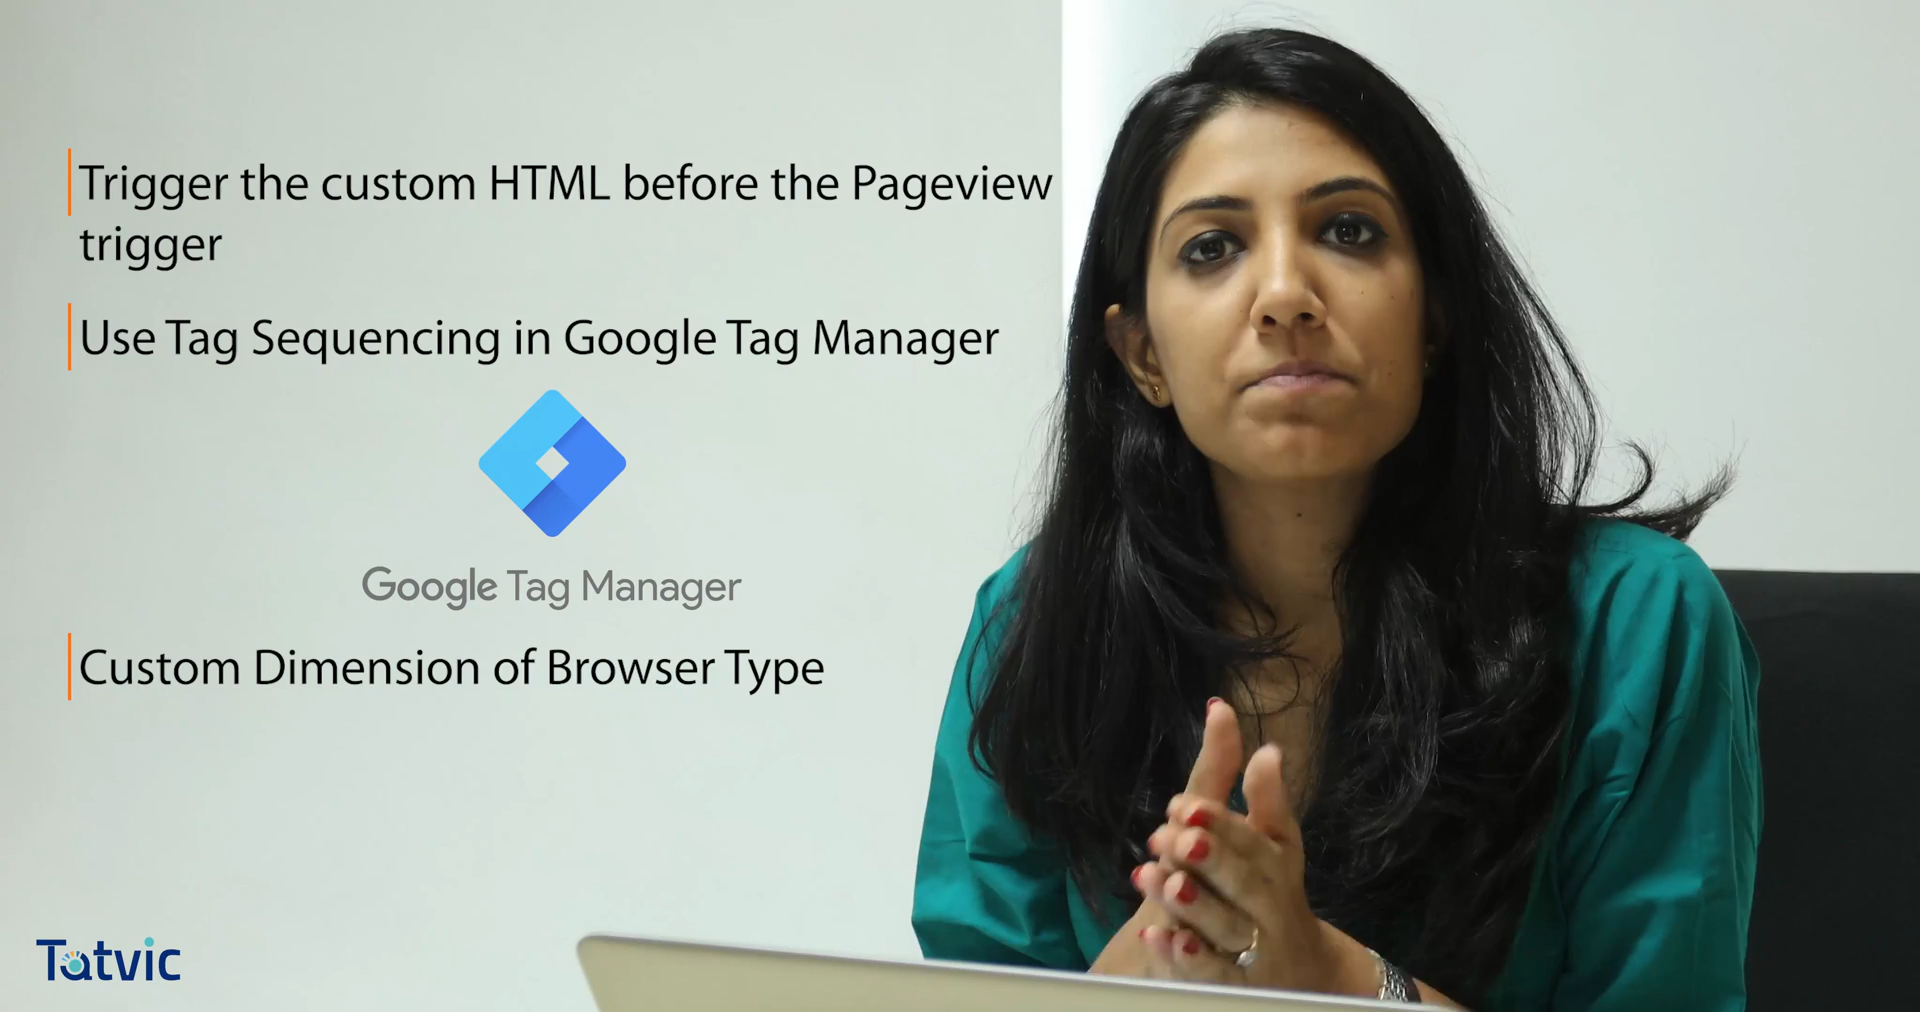 Trigger the custom HTML before the Pageview
trigger
Use Tag Sequencing in Google Tag Manager
Google Tag Manager
Custom Dimension of Browser Type
Tatvic